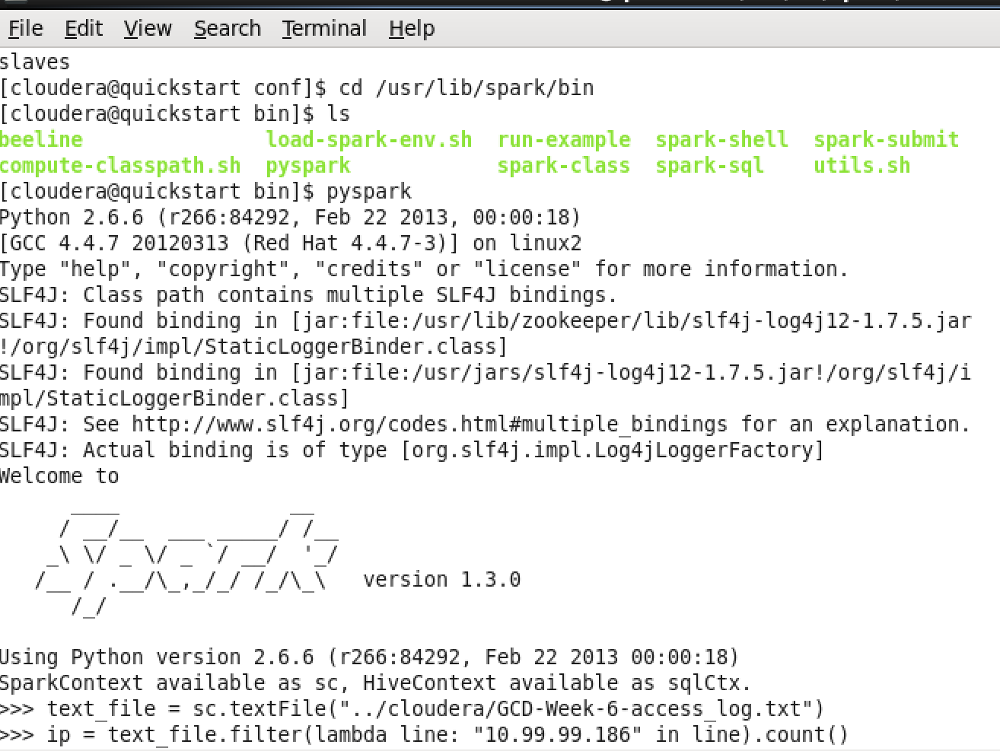 File Edit View Search Terminal Help
slaves
[cloudera@quickstart conf]$ cd /usr/lib/spark/bin
[cloudera@quickstart bin]$ ls
beeline load-spark-env.sh run-example spark-shell spark-submit
compute-classpath.sh pyspark spark-class spark-sql utils.sh
[cloudera@quickstart bin]$ pyspark
Python 2.6.6 (r266:84292, Feb 22 2013, 00:00:18)
[GCC 4.4.7 20120313 (Red Hat 4.4.7-3)] on linux2
Type "help", "copyright", "credits" or "license" for more information.
SLF4J: Class path contains multiple SLF4J bindings.
SLF4J: Found binding in [jar:file:/usr/lib/zookeeper/lib/slf4j-log4j12-1.7.5.jar
!/org/slf4j/impl/StaticLoggerBinder.class]
SLF4J: Found binding in [jar:file:/usr/jars/slf4j-log4j12-1.7.5.jar!/org/slf4j/i
mpl/StaticLoggerBinder.class]
SLF4J: See http://www.slf4j.org/codes.html#multiple_bindings for an explanation.
SLF4J: Actual binding is of type [org.slf4j.impl.Log4jLoggerFactory]
Welcome to
      ____              __
     / __/__  ___ _____/ /__
    _\ \/ _ \/ _ `/ __/  '_/
   /__ / .__/\_,_/_/ /_/\_\   version 1.3.0
      /_/
Using Python version 2.6.6 (r266:84292, Feb 22 2013 00:00:18)
SparkContext available as sc, HiveContext available as sqlCtx.
>>> text_file = sc.textFile("../cloudera/GCD-Week-6-access_log.txt")
>>> ip = text_file.filter(lambda line: "10.99.99.186" in line).count()